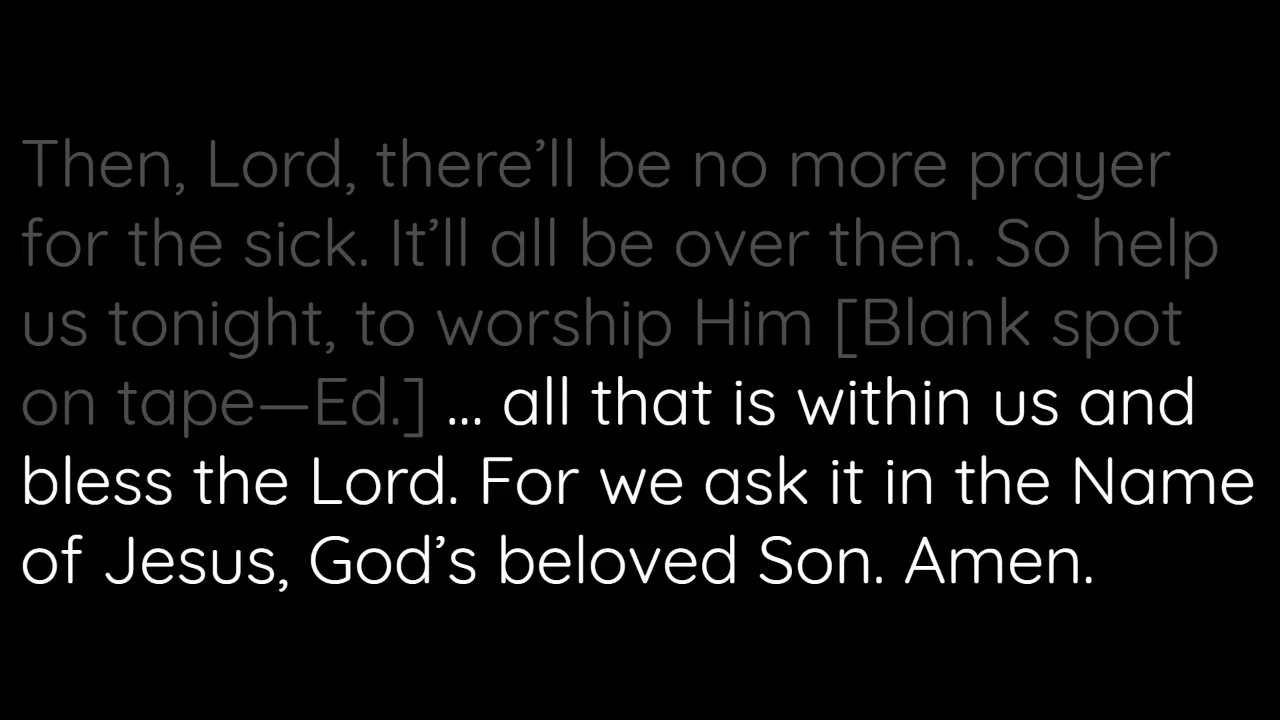 Then, Lord, there’ll be no more prayer
for the sick. It’ll all be over then. So help
us tonight, to worship Him [Blank spot
on tape—Ed.] ... all that is within us and
bless the Lord. For we ask it in the Name
of Jesus, God’s beloved Son. Amen.